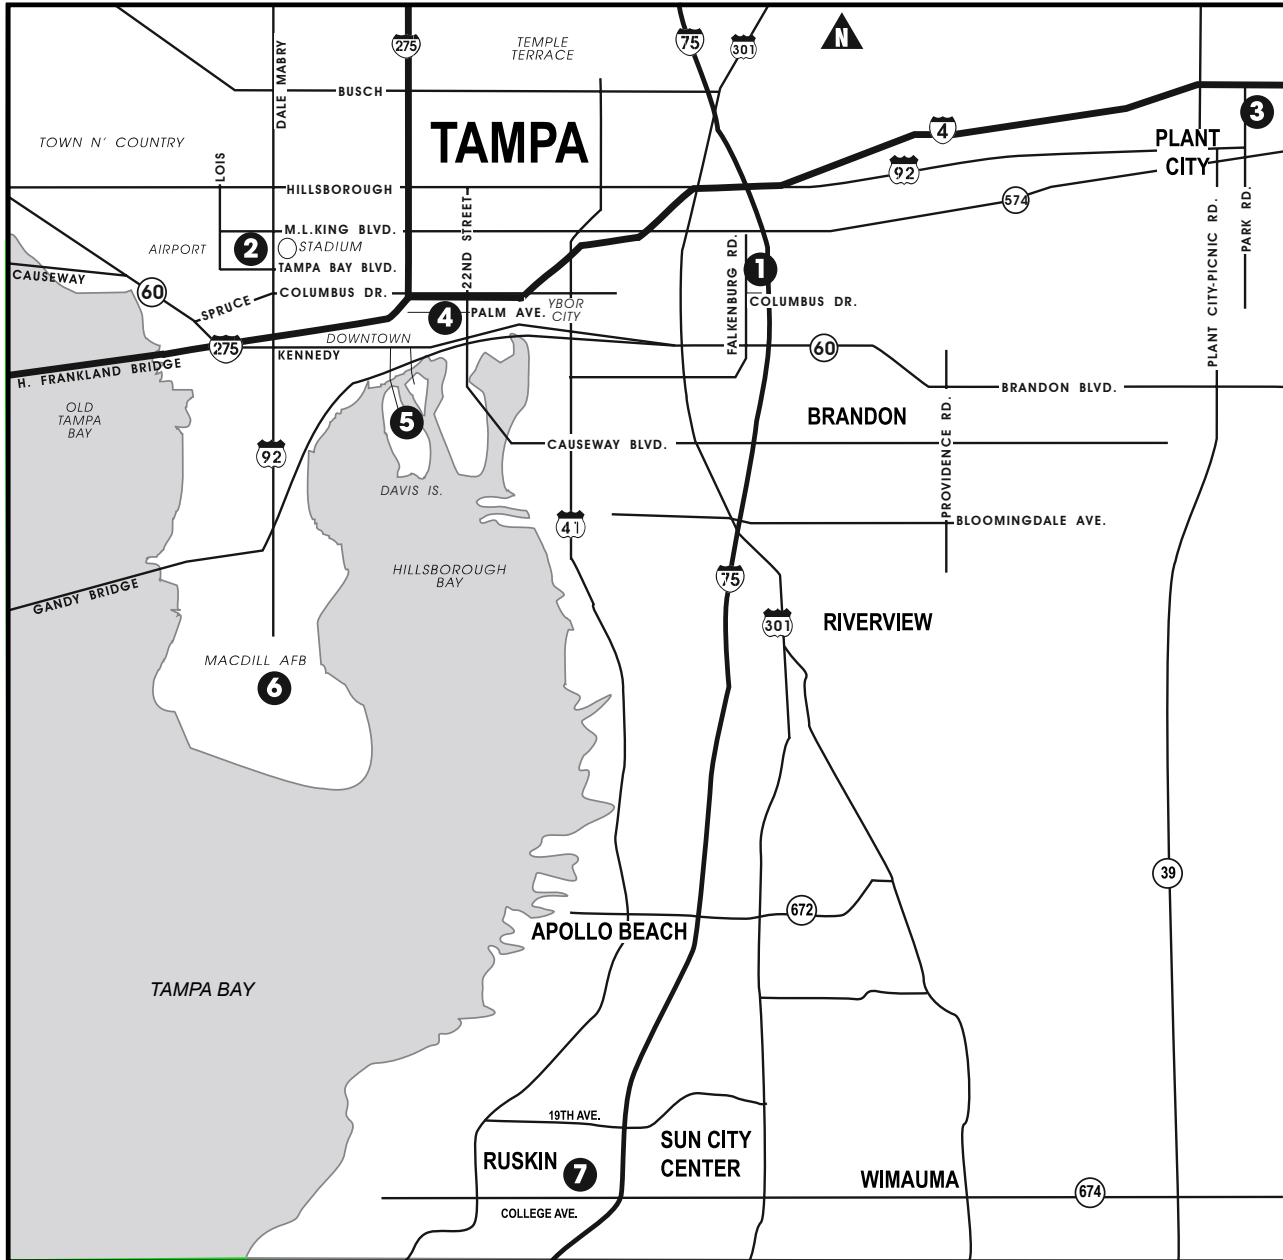 275
75
301
N
TEMPLE
TERRACE
DALE MABRY
BUSCH
3
TOWN N' COUNTRY
TAMPA
4
PLANT
CITY
92
LOIS
HILLSBOROUGH
574
22ND STREET
PLANT CITY-PICNIC RD.
PARK RD.
M.L.KING BLVD.
AIRPORT
2
STADIUM
FALKENBURG RD.
1
CAUSEWAY
TAMPA BAY BLVD.
60
SPRUCE
COLUMBUS DR.
COLUMBUS DR.
4
PALM AVE.
YBOR
CITY
DOWNTOWN
275
KENNEDY
60
H. FRANKLAND BRIDGE
BRANDON BLVD.
OLD
TAMPA
BAY
5
BRANDON
PROVIDENCE RD.
92
CAUSEWAY BLVD.
DAVIS IS.
41
BLOOMINGDALE AVE.
HILLSBOROUGH
BAY
75
GANDY BRIDGE
301
RIVERVIEW
MACDILL AFB
6
39
672
APOLLO BEACH
TAMPA BAY
19TH AVE.
SUN CITY
CENTER
RUSKIN
7
WIMAUMA
674
COLLEGE AVE.